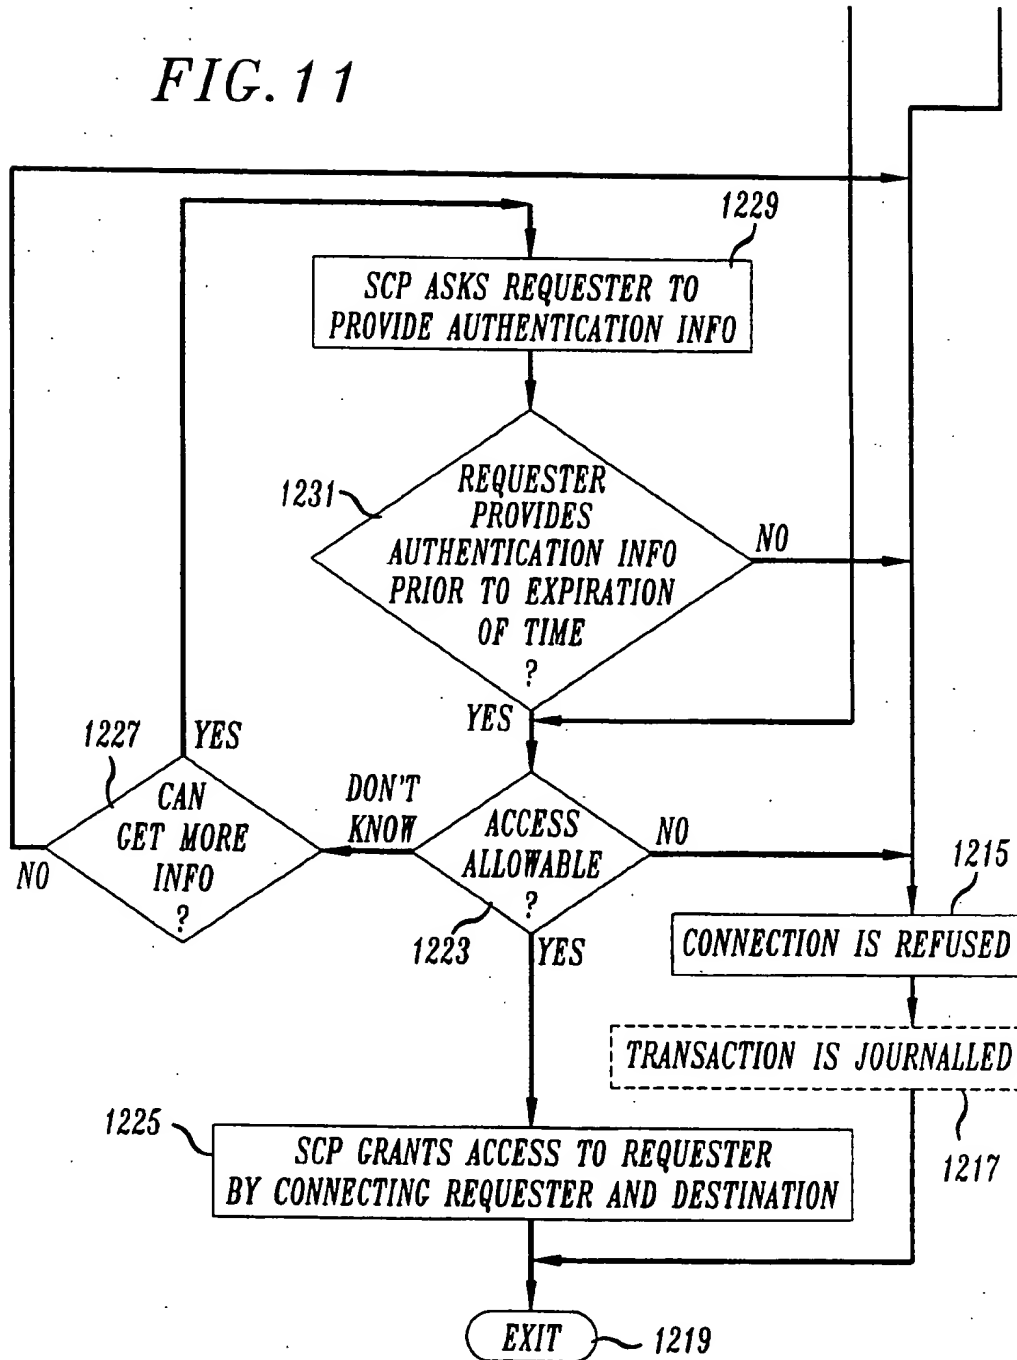 FIG. 11
1229
SCP ASKS REQUESTER TO
PROVIDE AUTHENTICATION INFO
1231
REQUESTER
PROVIDES
AUTHENTICATION INFO
PRIOR TO EXPIRATION
OF TIME
?
NO
YES
1227
YES
CAN
GET MORE
INFO
?
NO
DON'T
KNOW
ACCESS
ALLOWABLE
?
NO
1223
YES
1215
CONNECTION IS REFUSED
TRANSACTION IS JOURNALLED
1217
1225
SCP GRANTS ACCESS TO REQUESTER
BY CONNECTING REQUESTER AND DESTINATION
EXIT
1219